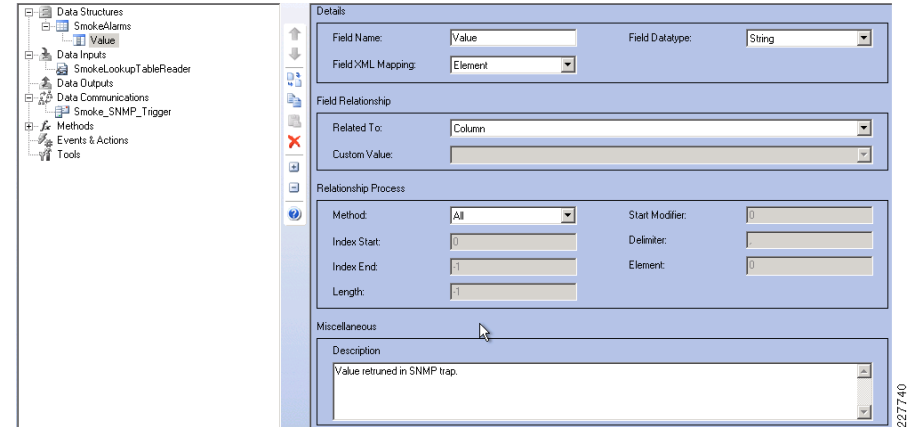 Data Structures
SmokeAlarms
Value
Data Inputs
SmokeLookupTableReader
Data Outputs
Data Communications
Smoke_SNMP_Trigger
Methods
Events & Actions
Tools
Details
Field Name: Value Field Datatype: String
Field XML Mapping: Element
Field Relationship
Related To: Column
Custom Value:
Relationship Process
Method: All Start Modifier: 0
Index Start: 0 Delimiter: .
Index End: -1 Element: 0
Length: -1
Miscellaneous
Description
Value retruned in SNMP trap.
227740